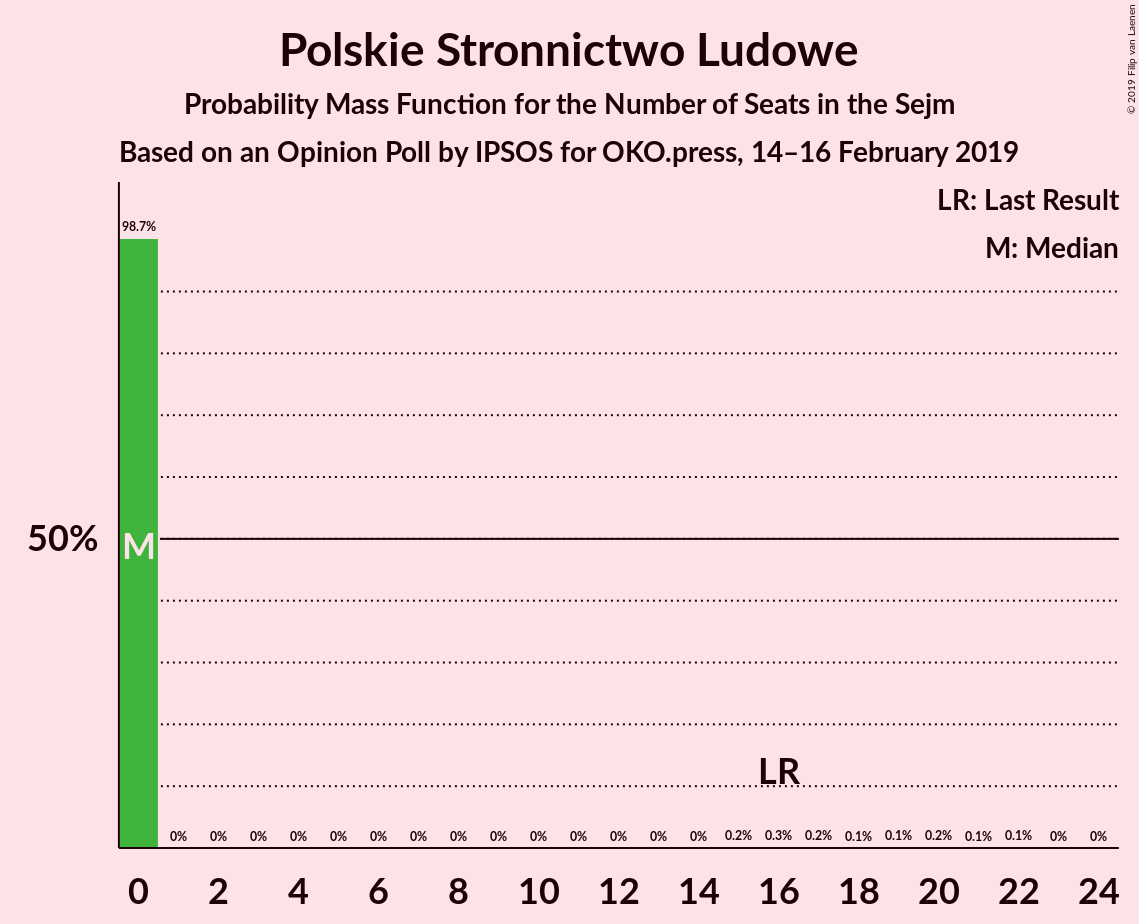 Polskie Stronnictwo Ludowe
Probability Mass Function for the Number of Seats in the Sejm
Based on an Opinion Poll by IPSOS for OKO.press, 14–16 February 2019
© 2019 Filip van Laenen
LR: Last Result
M: Median
98.7%
50%
M
LR
0% 0% 0% 0% 0% 0% 0% 0% 0% 0% 0% 0% 0% 0% 0.2% 0.3% 0.2% 0.1% 0.1% 0.2% 0.1% 0.1% 0% 0%
0 2 4 6 8 10 12 14 16 18 20 22 24